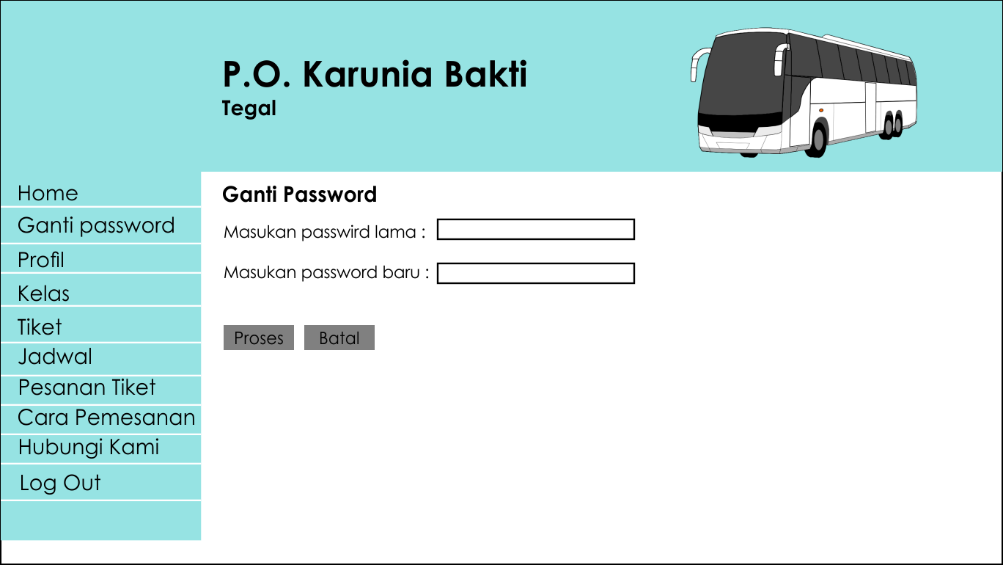 P.O. Karunia Bakti
Tegal
Home
Ganti password
Profil
Kelas
Tiket
Jadwal
Pesanan Tiket
Cara Pemesanan
Hubungi Kami
Log Out
Ganti Password
Masukan passwird lama :
Masukan password baru :
Proses Batal